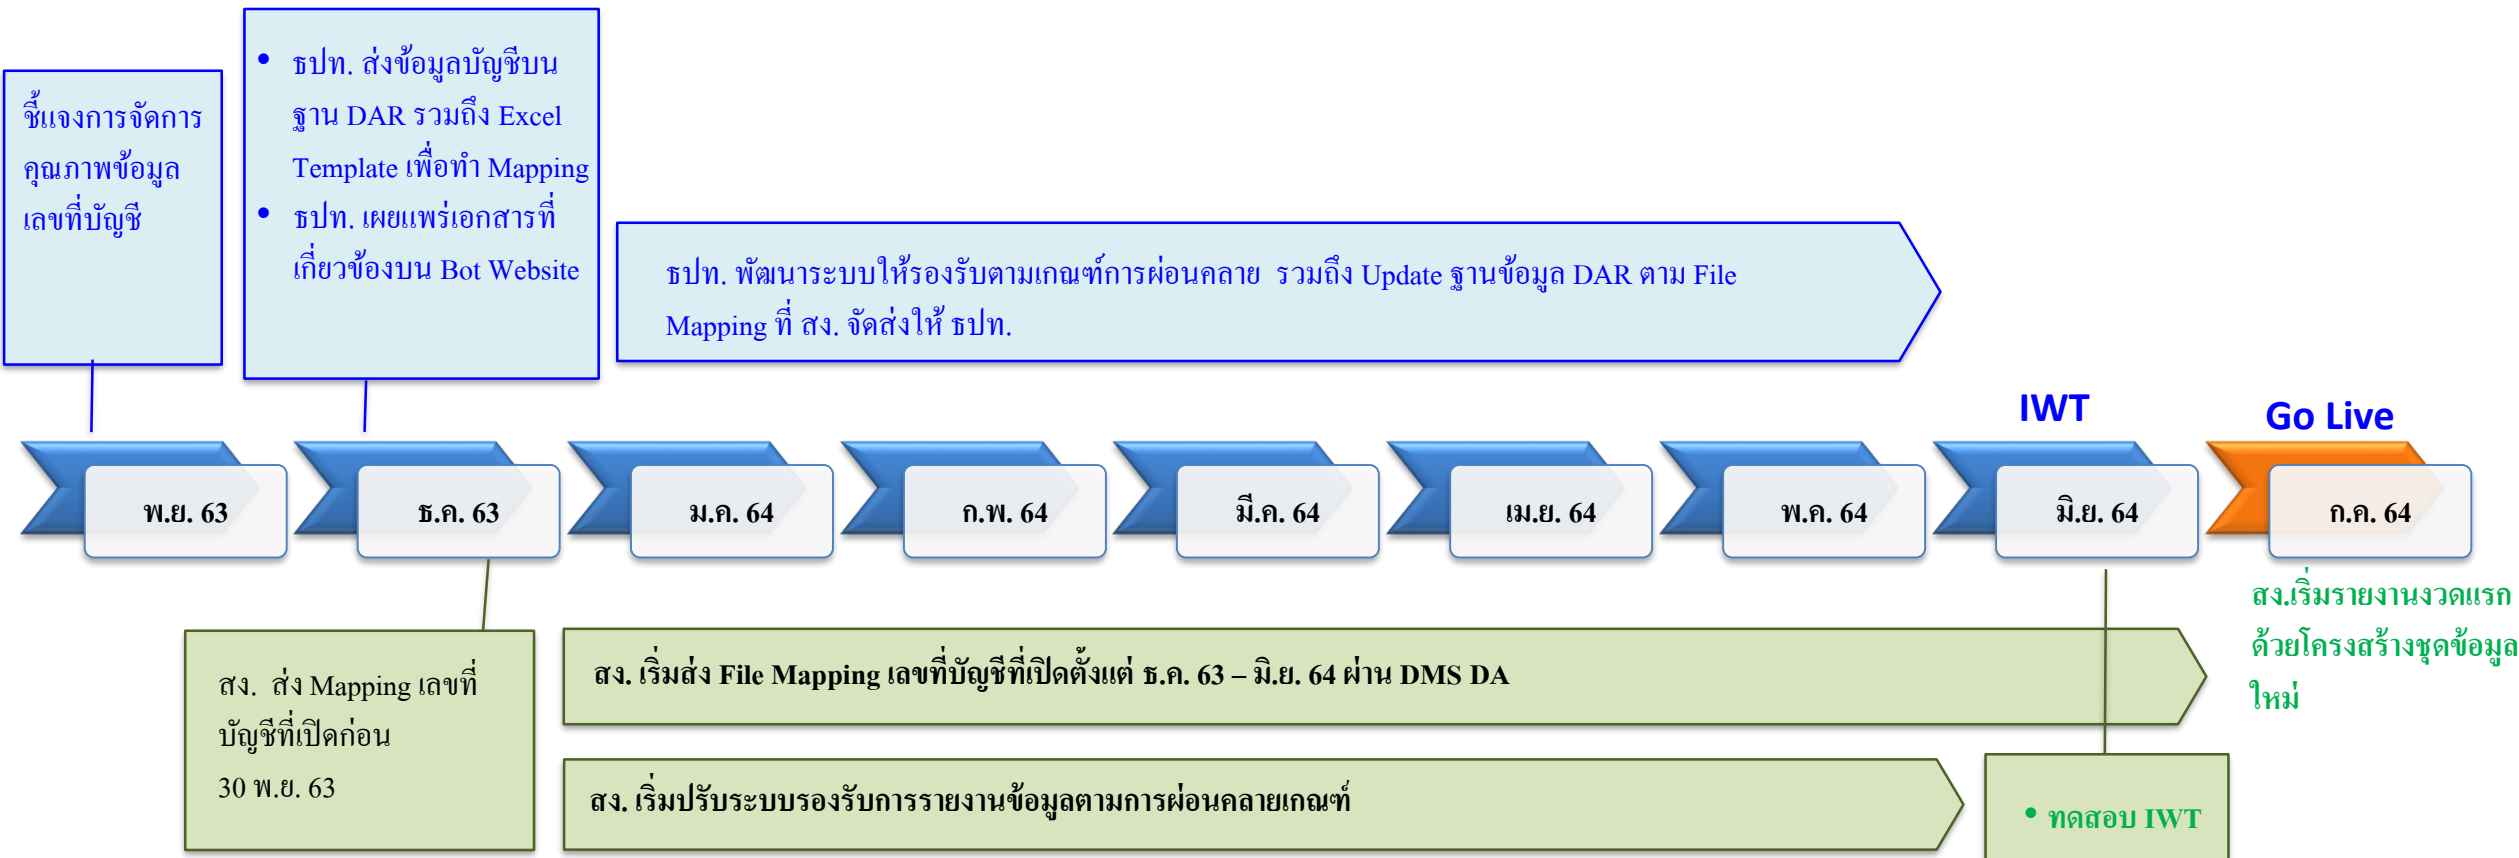 ชี้แจงการจัดการ
คุณภาพข้อมูล
เลขที่บัญชี
• ธปท. ส่งข้อมูลบัญชีบน
ฐาน DAR รวมถึง Excel
Template เพื่อทำ Mapping
• ธปท. เผยแพร่เอกสารที่
เกี่ยวข้องบน Bot Website
ธปท. พัฒนาระบบให้รองรับตามเกณฑ์การผ่อนคลาย รวมถึง Update ฐานข้อมูล DAR ตาม File
Mapping ที่ สง. จัดส่งให้ ธปท.
IWT
Go Live
พ.ย. 63
ธ.ค. 63
ม.ค. 64
ก.พ. 64
มี.ค. 64
เม.ย. 64
พ.ค. 64
มิ.ย. 64
ก.ค. 64
สง. ส่ง Mapping เลขที่
บัญชีที่เปิดก่อน
30 พ.ย. 63
สง. เริ่มส่ง File Mapping เลขที่บัญชีที่เปิดตั้งแต่ ธ.ค. 63 – มิ.ย. 64 ผ่าน DMS DA
สง. เริ่มปรับระบบรองรับการรายงานข้อมูลตามการผ่อนคลายเกณฑ์
• ทดสอบ IWT
สง.เริ่มรายงานงวดแรก
ด้วยโครงสร้างชุดข้อมูล
ใหม่